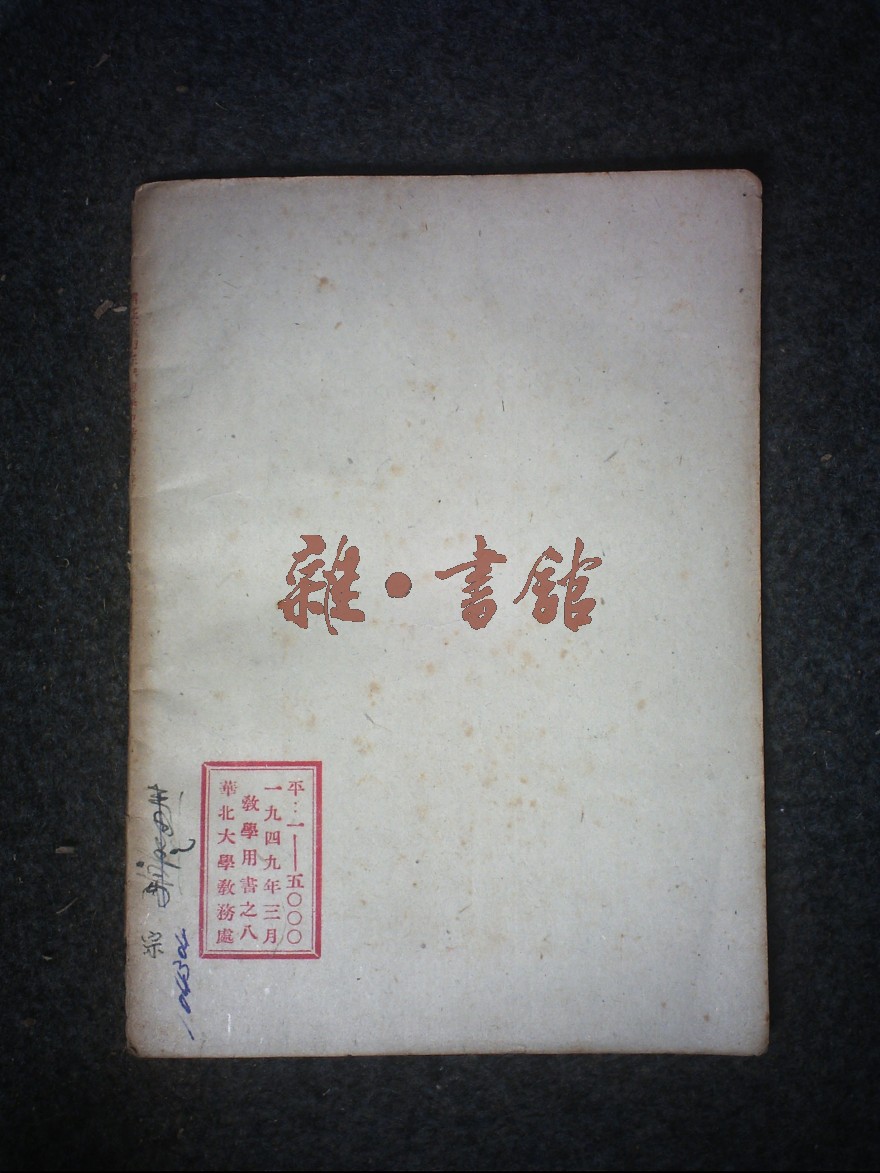 雜·書館
平：一——五〇〇〇
一九四九年三月
教學用書之八
華北大學教務處
宗